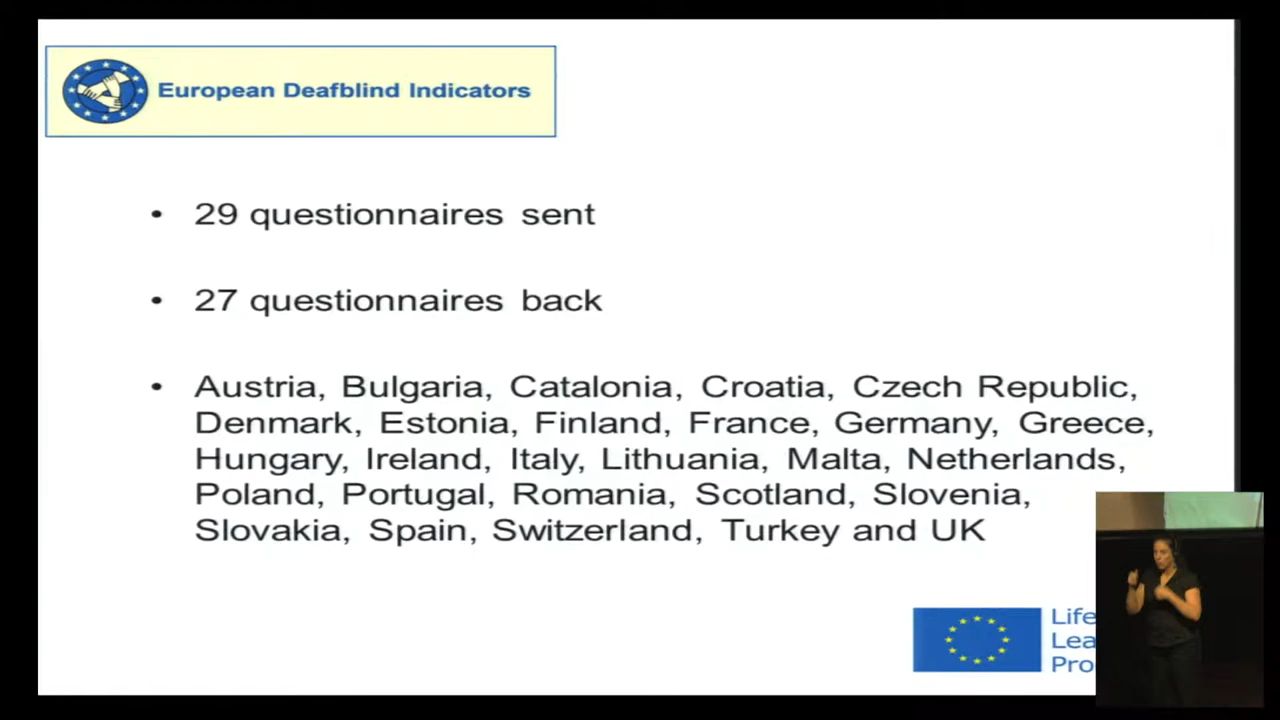 European Deafblind Indicators
• 29 questionnaires sent
• 27 questionnaires back
• Austria, Bulgaria, Catalonia, Croatia, Czech Republic,
Denmark, Estonia, Finland, France, Germany, Greece,
Hungary, Ireland, Italy, Lithuania, Malta, Netherlands,
Poland, Portugal, Romania, Scotland, Slovenia,
Slovakia, Spain, Switzerland, Turkey and UK
Life
Lea
Pro